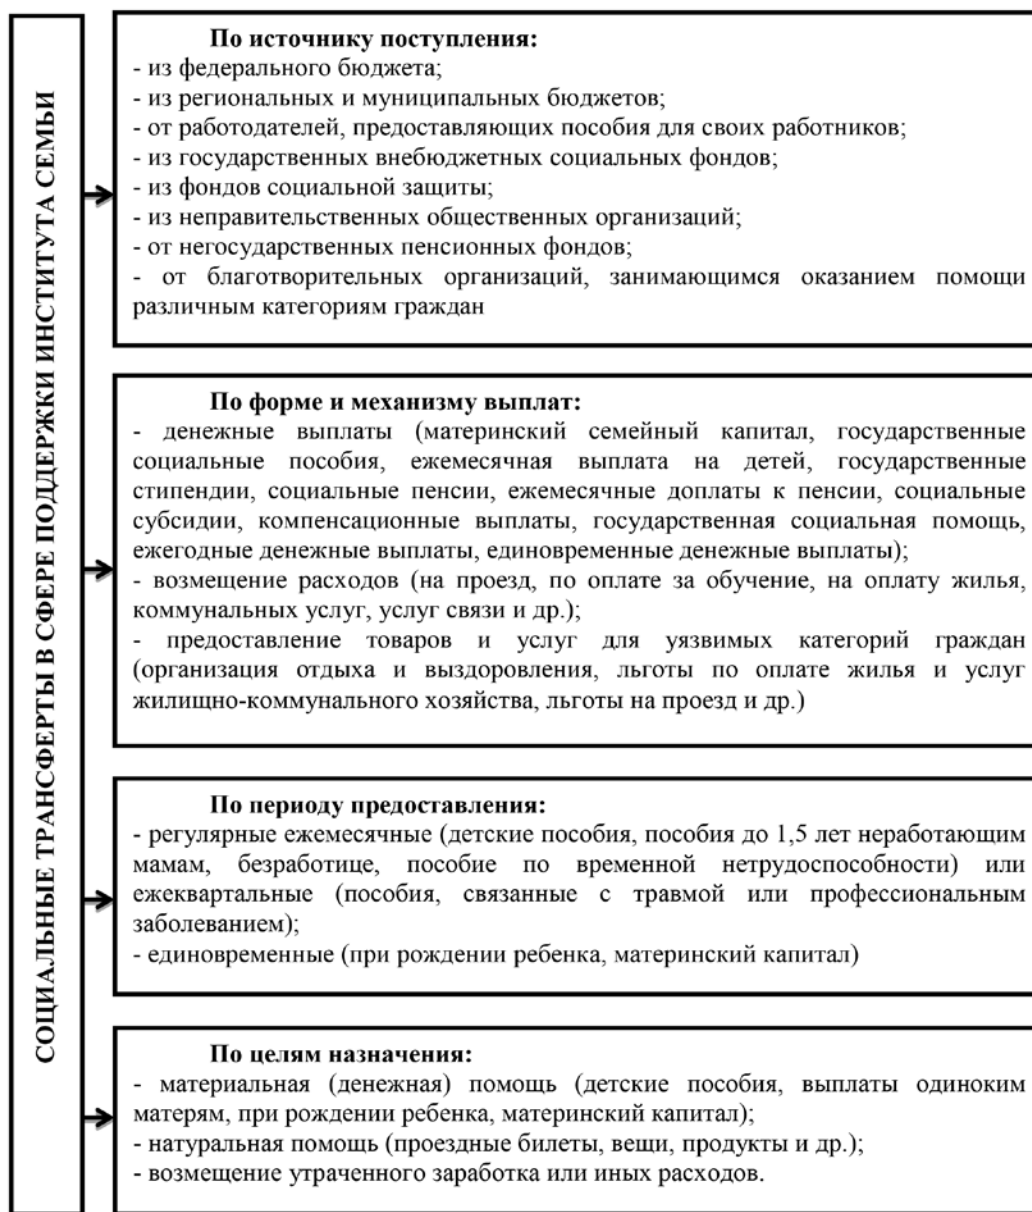 СОЦИАЛЬНЫЕ ТРАНСФЕРТЫ В СФЕРЕ ПОДДЕРЖКИ ИНСТИТУТА СЕМЬИ
По источнику поступления:
- из федерального бюджета;
- из региональных и муниципальных бюджетов;
- от работодателей, предоставляющих пособия для своих работников;
- из государственных внебюджетных социальных фондов;
- из фондов социальной защиты;
- из неправительственных общественных организаций;
- от негосударственных пенсионных фондов;
- от благотворительных организаций, занимающимся оказанием помощи
различным категориям граждан
По форме и механизму выплат:
- денежные выплаты (материнский семейный капитал, государственные
социальные пособия, ежемесячная выплата на детей, государственные
стипендии, социальные пенсии, ежемесячные доплаты к пенсии, социальные
субсидии, компенсационные выплаты, государственная социальная помощь,
ежегодные денежные выплаты, единовременные денежные выплаты);
- возмещение расходов (на проезд, по оплате за обучение, на оплату жилья,
коммунальных услуг, услуг связи и др.);
- предоставление товаров и услуг для уязвимых категорий граждан
(организация отдыха и выздоровления, льготы по оплате жилья и услуг
жилищно-коммунального хозяйства, льготы на проезд и др.)
По периоду предоставления:
- регулярные ежемесячные (детские пособия, пособия до 1,5 лет неработающим
мамам, безработице, пособие по временной нетрудоспособности) или
ежеквартальные (пособия, связанные с травмой или профессиональным
заболеванием);
- единовременные (при рождении ребенка, материнский капитал)
По целям назначения:
- материальная (денежная) помощь (детские пособия, выплаты одиноким
матерям, при рождении ребенка, материнский капитал);
- натуральная помощь (проездные билеты, вещи, продукты и др.);
- возмещение утраченного заработка или иных расходов.